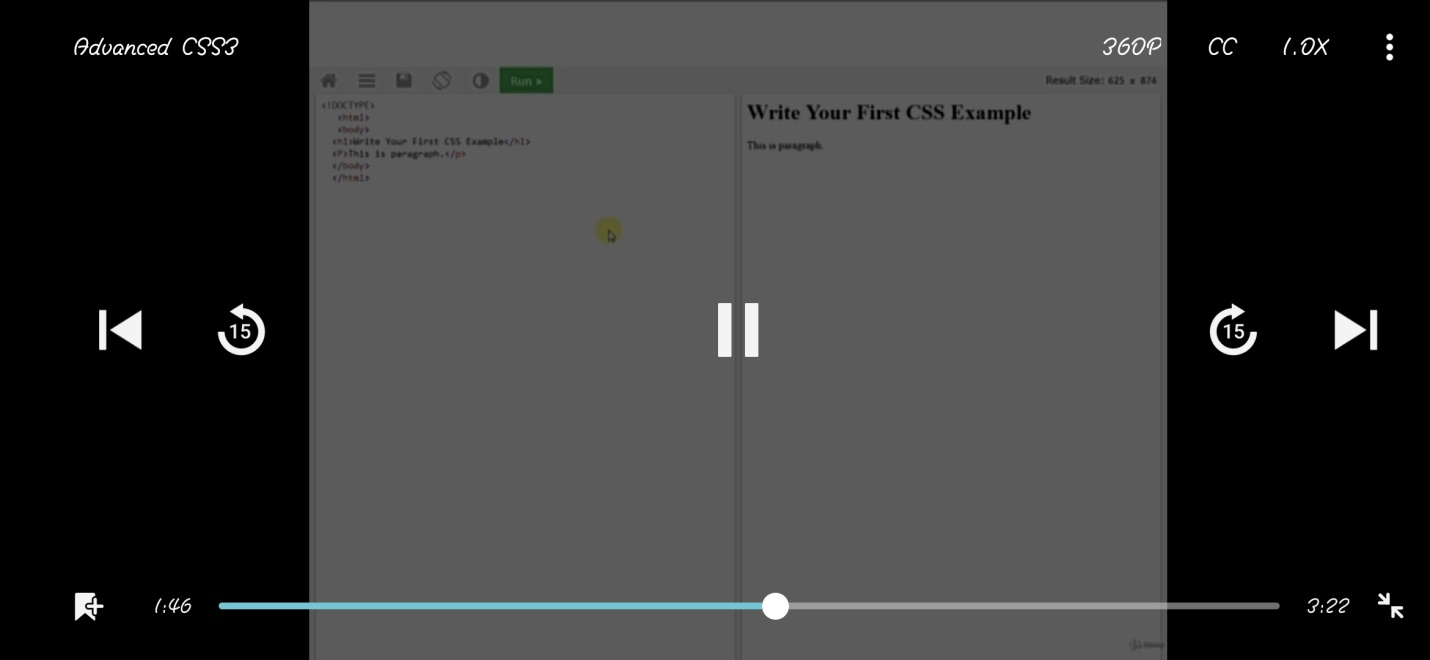 Advanced CSS3
360P CC 1.0X
Run »
Result Size: 625 x 874
<!DOCTYPE>
<html>
<body>
<h1>Write Your First CSS Example</h1>
<P>This is paragraph.</p>
</body>
</html>
Write Your First CSS Example
This is paragraph.
15
15
1:46
3:22